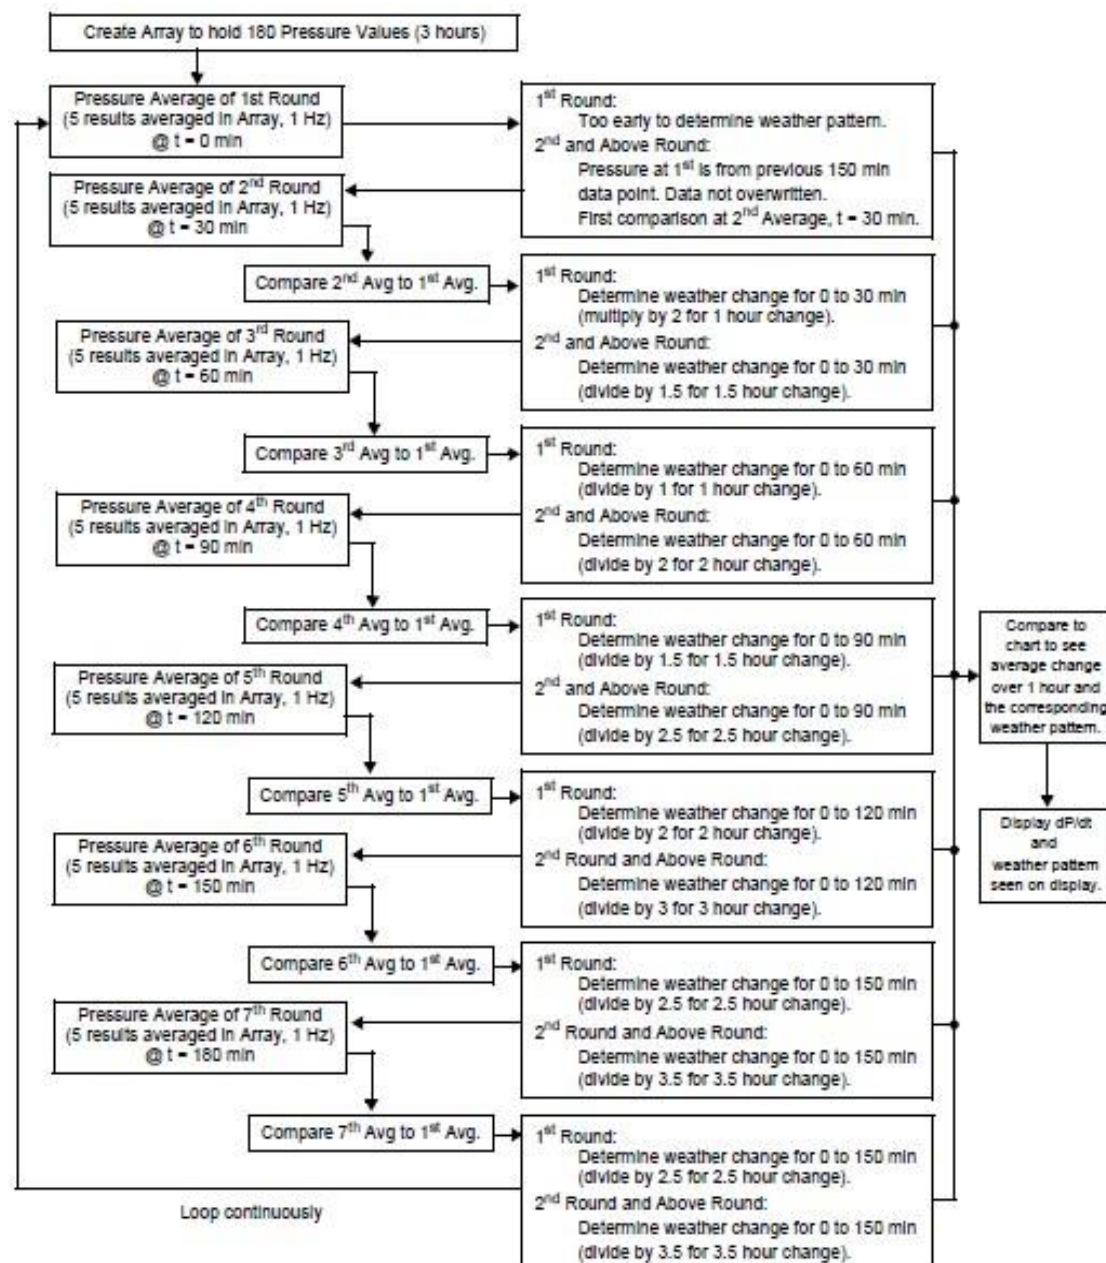 Create Array to hold 180 Pressure Values (3 hours)
Pressure Average of 1st Round
(5 results averaged in Array, 1 Hz)
@ t = 0 min
1st Round:
Too early to determine weather pattern.
2nd and Above Round:
Pressure at 1st is from previous 150 min
data point. Data not overwritten.
First comparison at 2nd Average, t = 30 min.
Pressure Average of 2nd Round
(5 results averaged in Array, 1 Hz)
@ t = 30 min
Compare 2nd Avg to 1st Avg.
1st Round:
Determine weather change for 0 to 30 min
(multiply by 2 for 1 hour change).
2nd and Above Round:
Determine weather change for 0 to 30 min
(divide by 1.5 for 1.5 hour change).
Pressure Average of 3rd Round
(5 results averaged in Array, 1 Hz)
@ t = 60 min
Compare 3rd Avg to 1st Avg.
1st Round:
Determine weather change for 0 to 60 min
(divide by 1 for 1 hour change).
2nd and Above Round:
Determine weather change for 0 to 60 min
(divide by 2 for 2 hour change).
Pressure Average of 4th Round
(5 results averaged in Array, 1 Hz)
@ t = 90 min
Compare 4th Avg to 1st Avg.
1st Round:
Determine weather change for 0 to 90 min
(divide by 1.5 for 1.5 hour change).
2nd and Above Round:
Determine weather change for 0 to 90 min
(divide by 2.5 for 2.5 hour change).
Pressure Average of 5th Round
(5 results averaged in Array, 1 Hz)
@ t = 120 min
Compare 5th Avg to 1st Avg.
1st Round:
Determine weather change for 0 to 120 min
(divide by 2 for 2 hour change).
2nd Round and Above Round:
Determine weather change for 0 to 120 min
(divide by 3 for 3 hour change).
Pressure Average of 6th Round
(5 results averaged in Array, 1 Hz)
@ t = 150 min
Compare 6th Avg to 1st Avg.
1st Round:
Determine weather change for 0 to 150 min
(divide by 2.5 for 2.5 hour change).
2nd Round and Above Round:
Determine weather change for 0 to 150 min
(divide by 3.5 for 3.5 hour change).
Pressure Average of 7th Round
(5 results averaged in Array, 1 Hz)
@ t = 180 min
Compare 7th Avg to 1st Avg.
1st Round:
Determine weather change for 0 to 150 min
(divide by 2.5 for 2.5 hour change).
2nd Round and Above Round:
Determine weather change for 0 to 150 min
(divide by 3.5 for 3.5 hour change).
Loop continuously
Compare to
chart to see
average change
over 1 hour and
the corresponding
weather pattern.
Display dP/dt
and
weather pattern
seen on display.